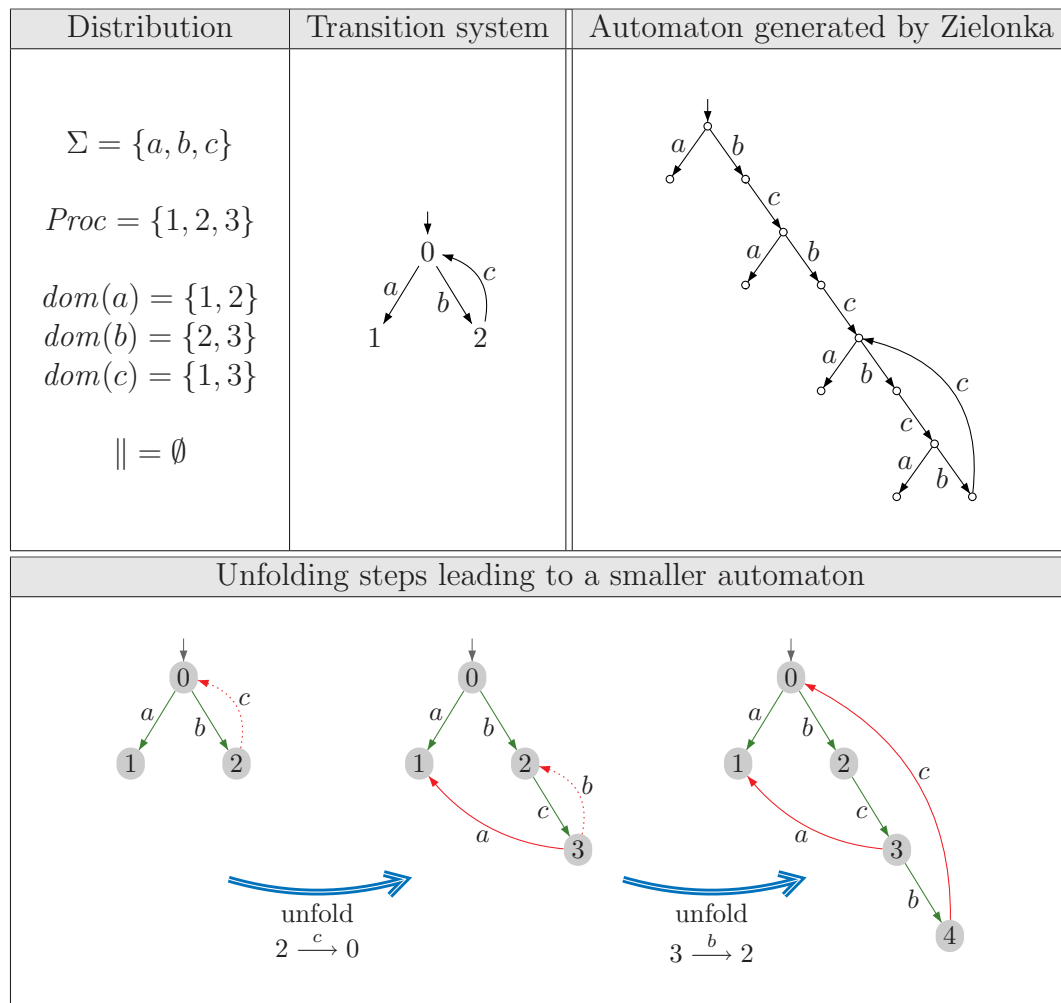 Distribution
Transition system
Automaton generated by Zielonka
Σ = {a, b, c}
Proc = {1, 2, 3}
dom(a) = {1, 2}
dom(b) = {2, 3}
dom(c) = {1, 3}
∥ = ∅
0
a
b
c
1
2
a
b
c
a
b
c
a
b
c
c
a
b
Unfolding steps leading to a smaller automaton
0
a
b
c
1
2
unfold
2 —c→ 0
0
a
b
1
2
b
c
a
3
unfold
3 —b→ 2
0
a
b
1
2
c
c
a
3
b
4